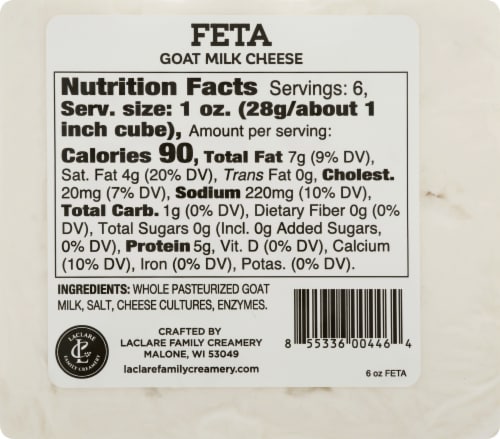 FETA
GOAT MILK CHEESE
Nutrition Facts Servings: 6,
Serv. size: 1 oz. (28g/about 1
inch cube), Amount per serving:
Calories 90, Total Fat 7g (9% DV),
Sat. Fat 4g (20% DV), Trans Fat 0g, Cholest.
20mg (7% DV), Sodium 220mg (10% DV),
Total Carb. 1g (0% DV), Dietary Fiber 0g (0%
DV), Total Sugars 0g (Incl. 0g Added Sugars,
0% DV), Protein 5g, Vit. D (0% DV), Calcium
(10% DV), Iron (0% DV), Potas. (0% DV).
INGREDIENTS: WHOLE PASTEURIZED GOAT
MILK, SALT, CHEESE CULTURES, ENZYMES.
LACLARE
FAMILY CREAMERY
CRAFTED BY
LACLARE FAMILY CREAMERY
MALONE, WI 53049
laclarefamilycreamery.com
8 55336 00446 4
6 oz FETA